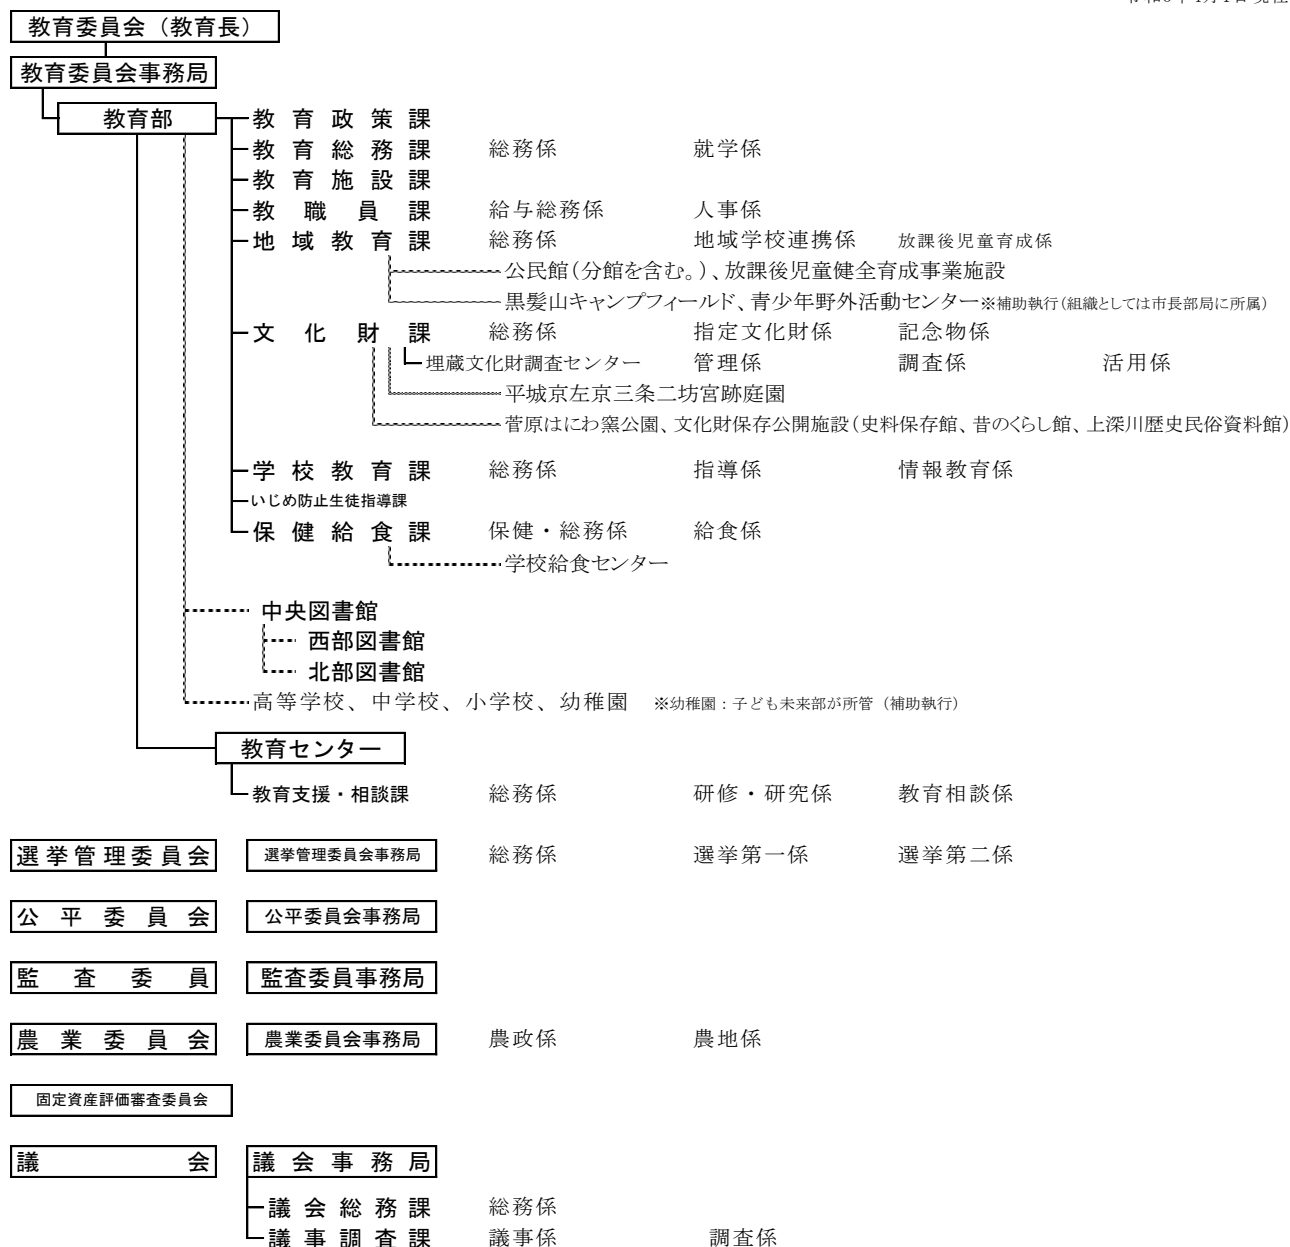 教育委員会（教育長）
教育委員会事務局
教育部
教育政策課
教育総務課 総務係 就学係
教育施設課
教職員課 給与総務係 人事係
地域教育課 総務係 地域学校連携係 放課後児童育成係
公民館（分館を含む。）、放課後児童健全育成事業施設
黒髪山キャンプフィールド、青少年野外活動センター※補助執行（組織としては市長部局に所属）
文化財課 総務係 指定文化財係 記念物係
埋蔵文化財調査センター 管理係 調査係 活用係
平城京左京三条二坊宮跡庭園
菅原はにわ窯公園、文化財保存公開施設（史料保存館、昔のくらし館、上深川歴史民俗資料館）
学校教育課 総務係 指導係 情報教育係
いじめ防止生徒指導課
保健給食課 保健・総務係 給食係
学校給食センター
中央図書館
西部図書館
北部図書館
高等学校、中学校、小学校、幼稚園 ※幼稚園：子ども未来部が所管（補助執行）
教育センター
教育支援・相談課 総務係 研修・研究係 教育相談係
選挙管理委員会 選挙管理委員会事務局 総務係 選挙第一係 選挙第二係
公平委員会 公平委員会事務局
監査委員 監査委員事務局
農業委員会 農業委員会事務局 農政係 農地係
固定資産評価審査委員会
議会 議会事務局
議会総務課 総務係
議事調査課 議事係 調査係